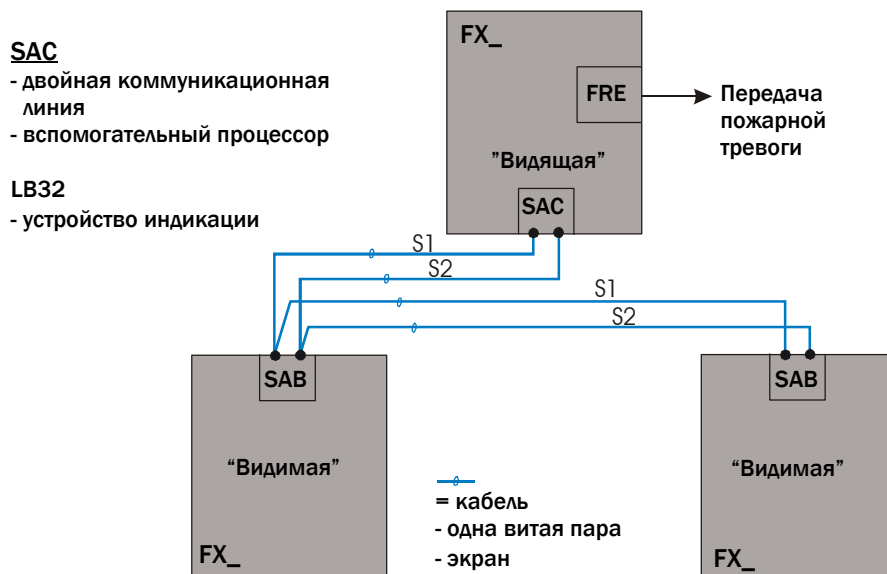 SAC
- двойная коммуникационная
линия
- вспомогательный процессор
LB32
- устройство индикации
FX_
FRE
Передача
пожарной
тревоги
"Видящая"
SAC
S1
S2
S1
S2
SAB
SAB
“Видимая”
“Видимая”
= кабель
- одна витая пара
- экран
FX_
FX_